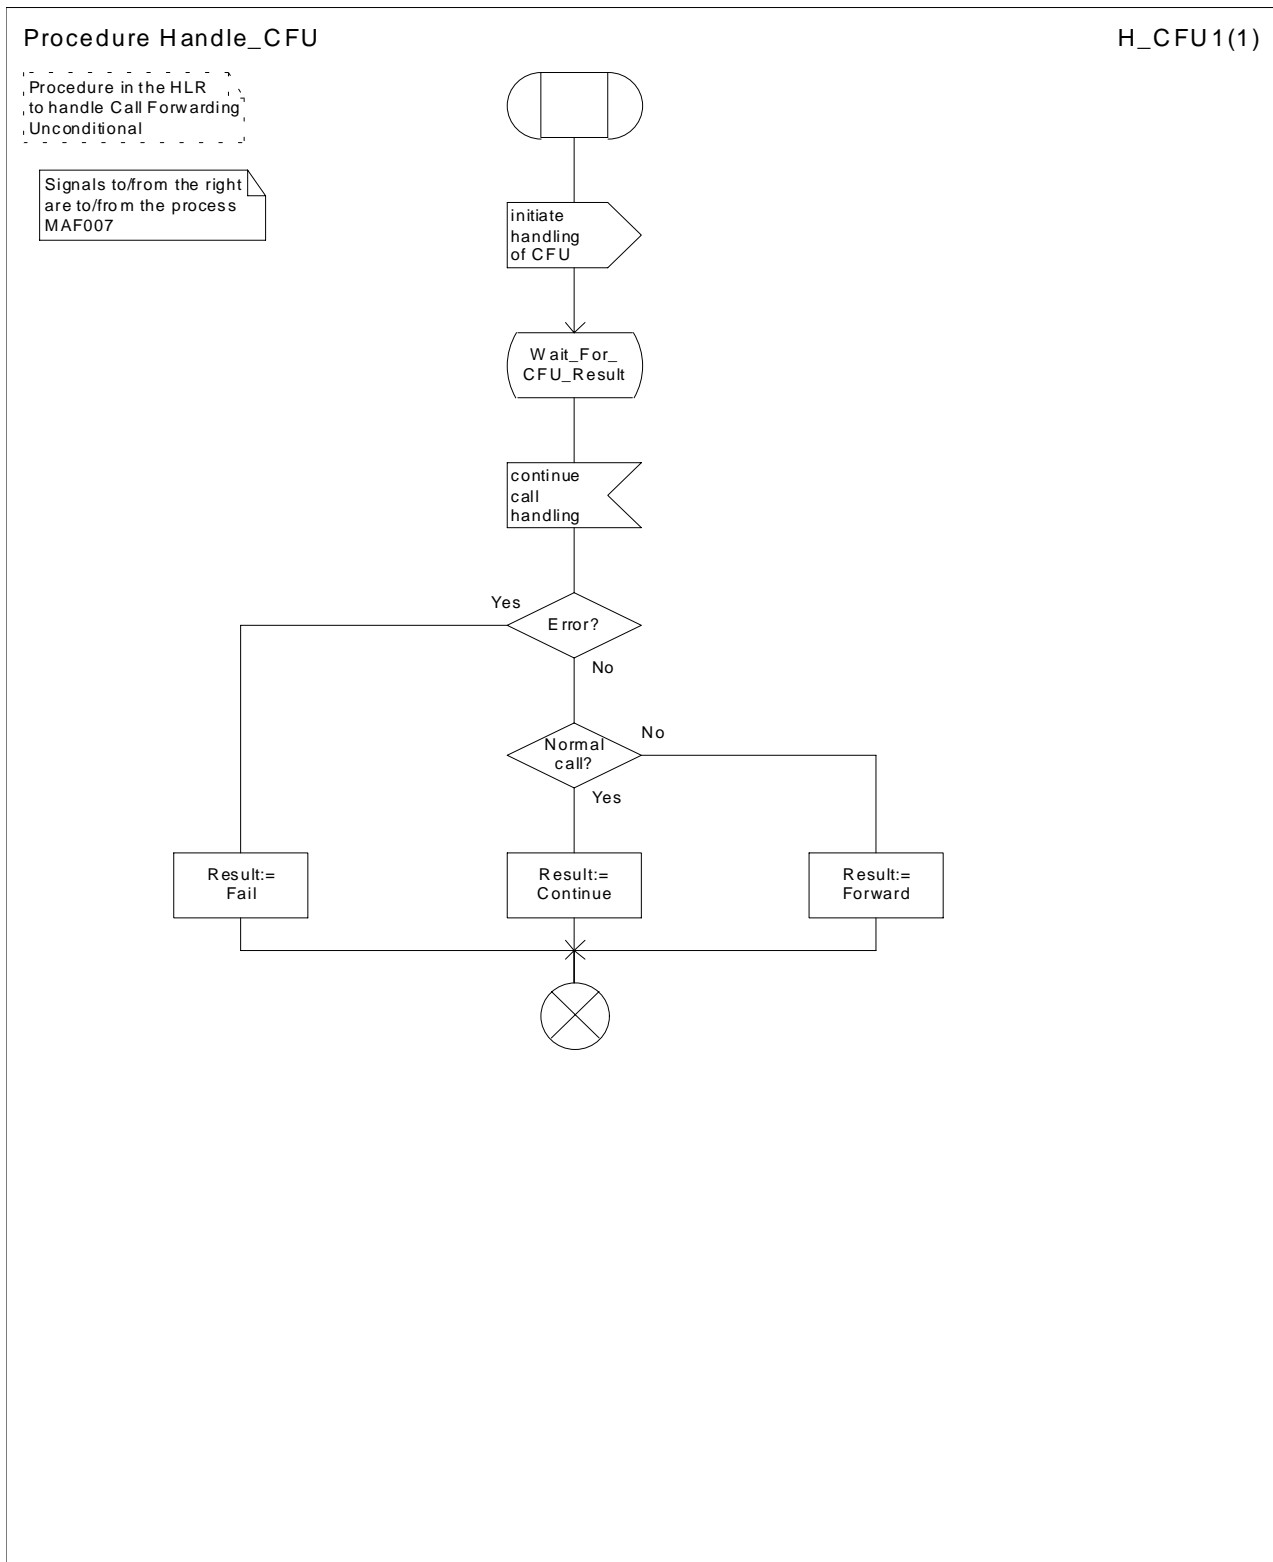 Procedure Handle_CFU
H_CFU1(1)
Procedure in the HLR
to handle Call Forwarding
Unconditional
Signals to/from the right
are to/from the process
MAF007
initiate
handling
of CFU
Wait_For_
CFU_Result
continue
call
handling
Yes
Error?
No
Normal
call?
No
Yes
Result:=
Fail
Result:=
Continue
Result:=
Forward